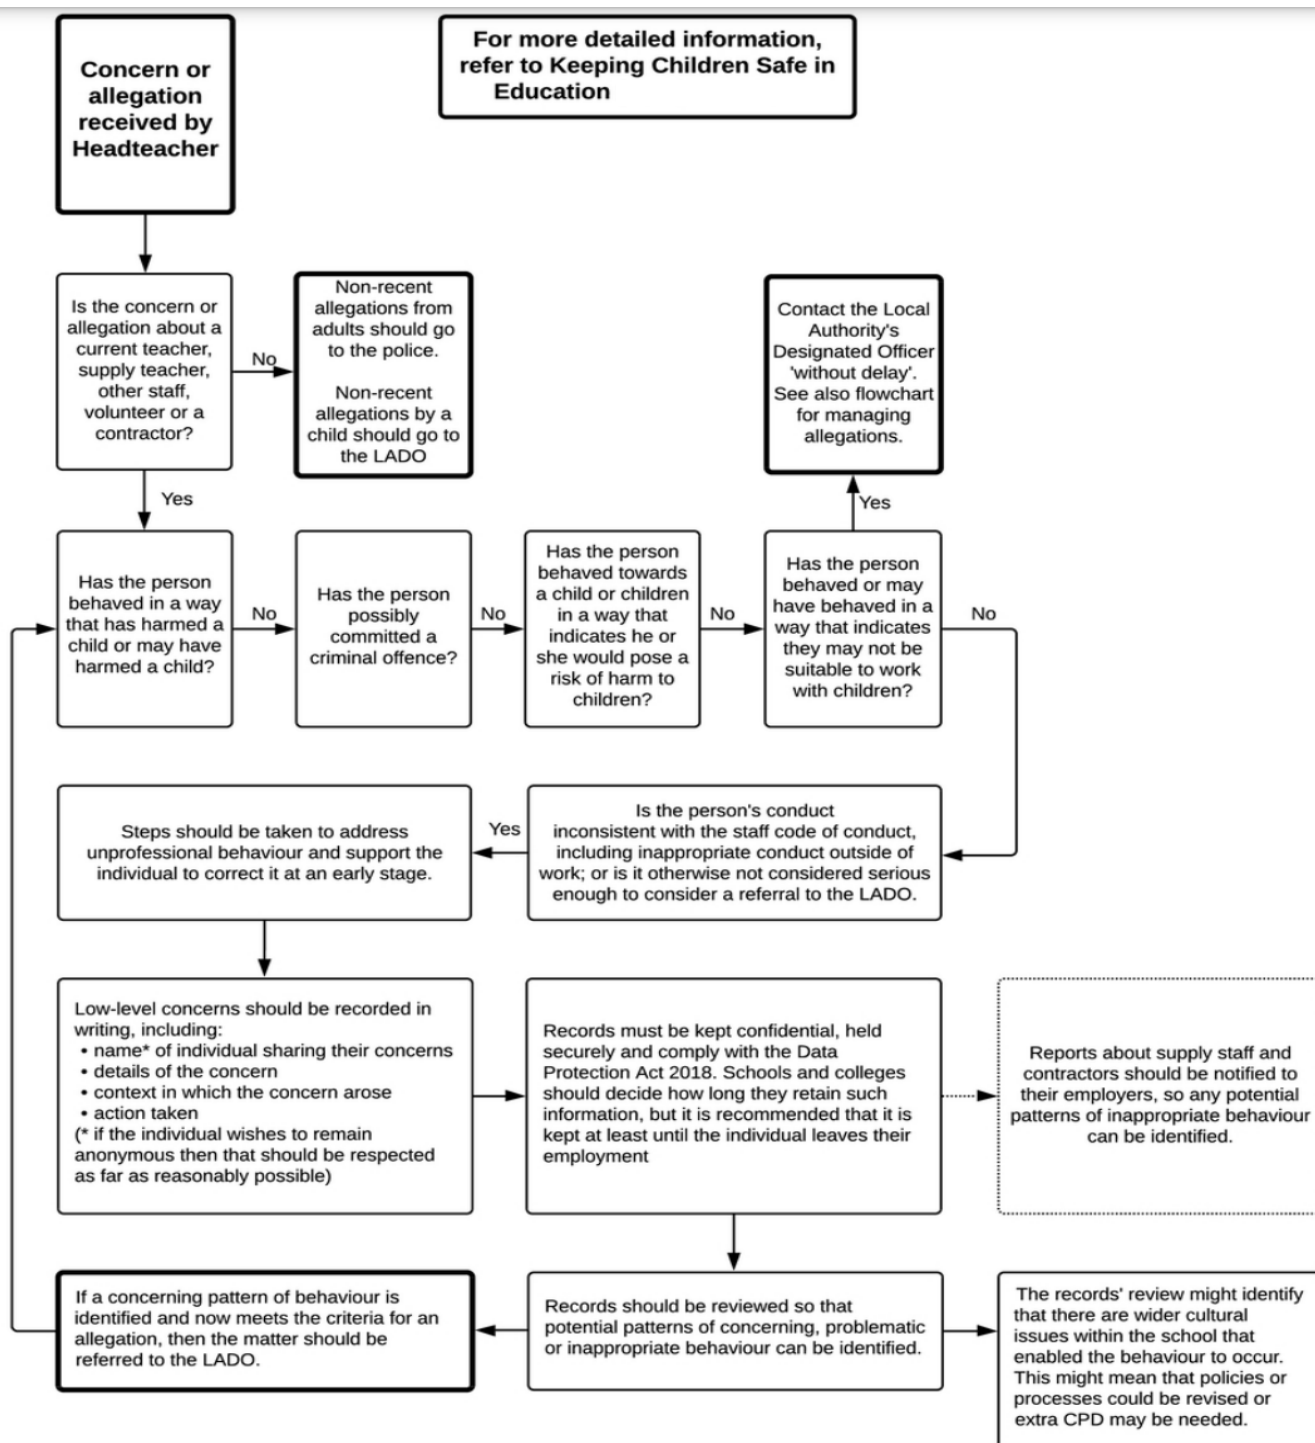 Concern or
allegation
received by
Headteacher
For more detailed information,
refer to Keeping Children Safe in
Education
Is the concern or
allegation about a
current teacher,
supply teacher,
other staff,
volunteer or a
contractor?
No
Non-recent
allegations from
adults should go
to the police.
Non-recent
allegations by a
child should go to
the LADO
Contact the Local
Authority's
Designated Officer
'without delay'.
See also flowchart
for managing
allegations.
Yes
Yes
Has the person
behaved in a way
that has harmed a
child or may have
harmed a child?
No
Has the person
possibly
committed a
criminal offence?
No
Has the person
behaved towards
a child or children
in a way that
indicates he or
she would pose a
risk of harm to
children?
No
Has the person
behaved or may
have behaved in a
way that indicates
they may not be
suitable to work
with children?
No
Steps should be taken to address
unprofessional behaviour and support the
individual to correct it at an early stage.
Yes
Is the person's conduct
inconsistent with the staff code of conduct,
including inappropriate conduct outside of
work; or is it otherwise not considered serious
enough to consider a referral to the LADO.
Low-level concerns should be recorded in
writing, including:
• name* of individual sharing their concerns
• details of the concern
• context in which the concern arose
• action taken
(* if the individual wishes to remain
anonymous then that should be respected
as far as reasonably possible)
Records must be kept confidential, held
securely and comply with the Data
Protection Act 2018. Schools and colleges
should decide how long they retain such
information, but it is recommended that it is
kept at least until the individual leaves their
employment
Reports about supply staff and
contractors should be notified to
their employers, so any potential
patterns of inappropriate behaviour
can be identified.
If a concerning pattern of behaviour is
identified and now meets the criteria for an
allegation, then the matter should be
referred to the LADO.
Records should be reviewed so that
potential patterns of concerning, problematic
or inappropriate behaviour can be identified.
The records' review might identify
that there are wider cultural
issues within the school that
enabled the behaviour to occur.
This might mean that policies or
processes could be revised or
extra CPD may be needed.